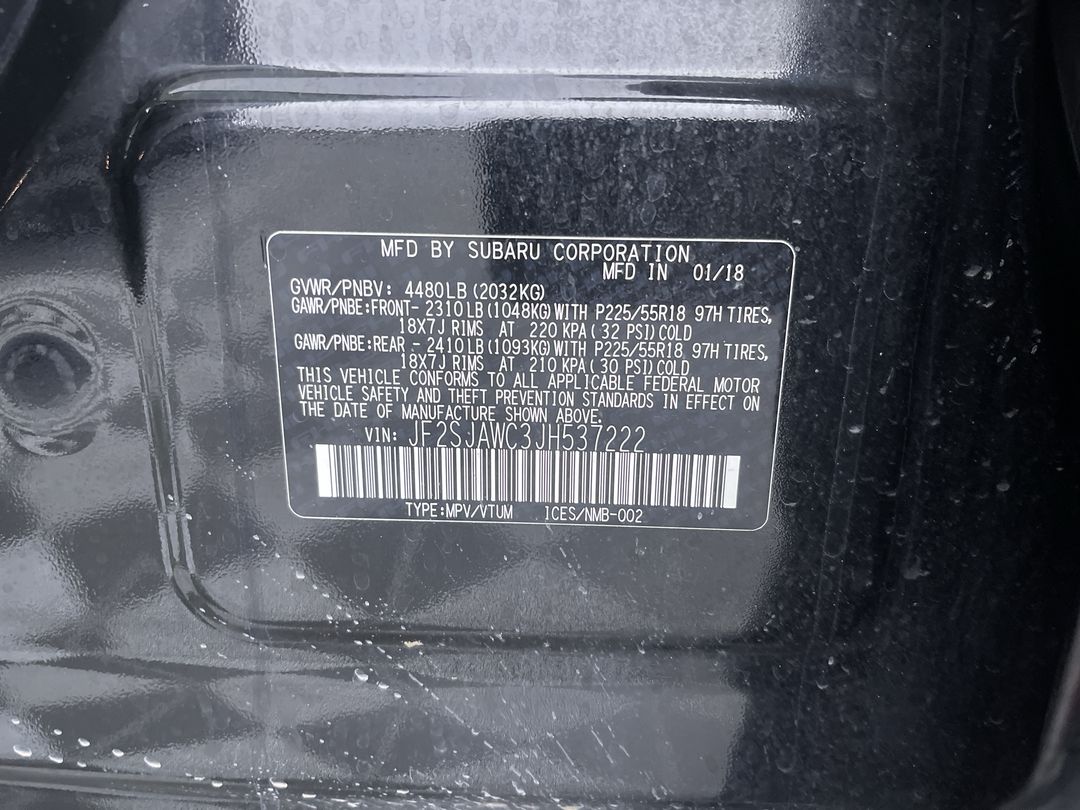 MFD BY SUBARU CORPORATION
MFD IN 01/18
GVWR/PNBV: 4480LB (2032KG)
GAWR/PNBE:FRONT- 2310LB (1048KG) WITH P225/55R18 97H TIRES,
18X7J RIMS AT 220 KPA ( 32 PSI) COLD
GAWR/PNBE:REAR - 2410LB (1093KG) WITH P225/55R18 97H TIRES,
18X7J RIMS AT 210 KPA ( 30 PSI) COLD
THIS VEHICLE CONFORMS TO ALL APPLICABLE FEDERAL MOTOR
VEHICLE SAFETY AND THEFT PREVENTION STANDARDS IN EFFECT ON
THE DATE OF MANUFACTURE SHOWN ABOVE.
VIN: JF2SJAWC3JH537222
TYPE:MPV/VTUM ICES/NMB-002